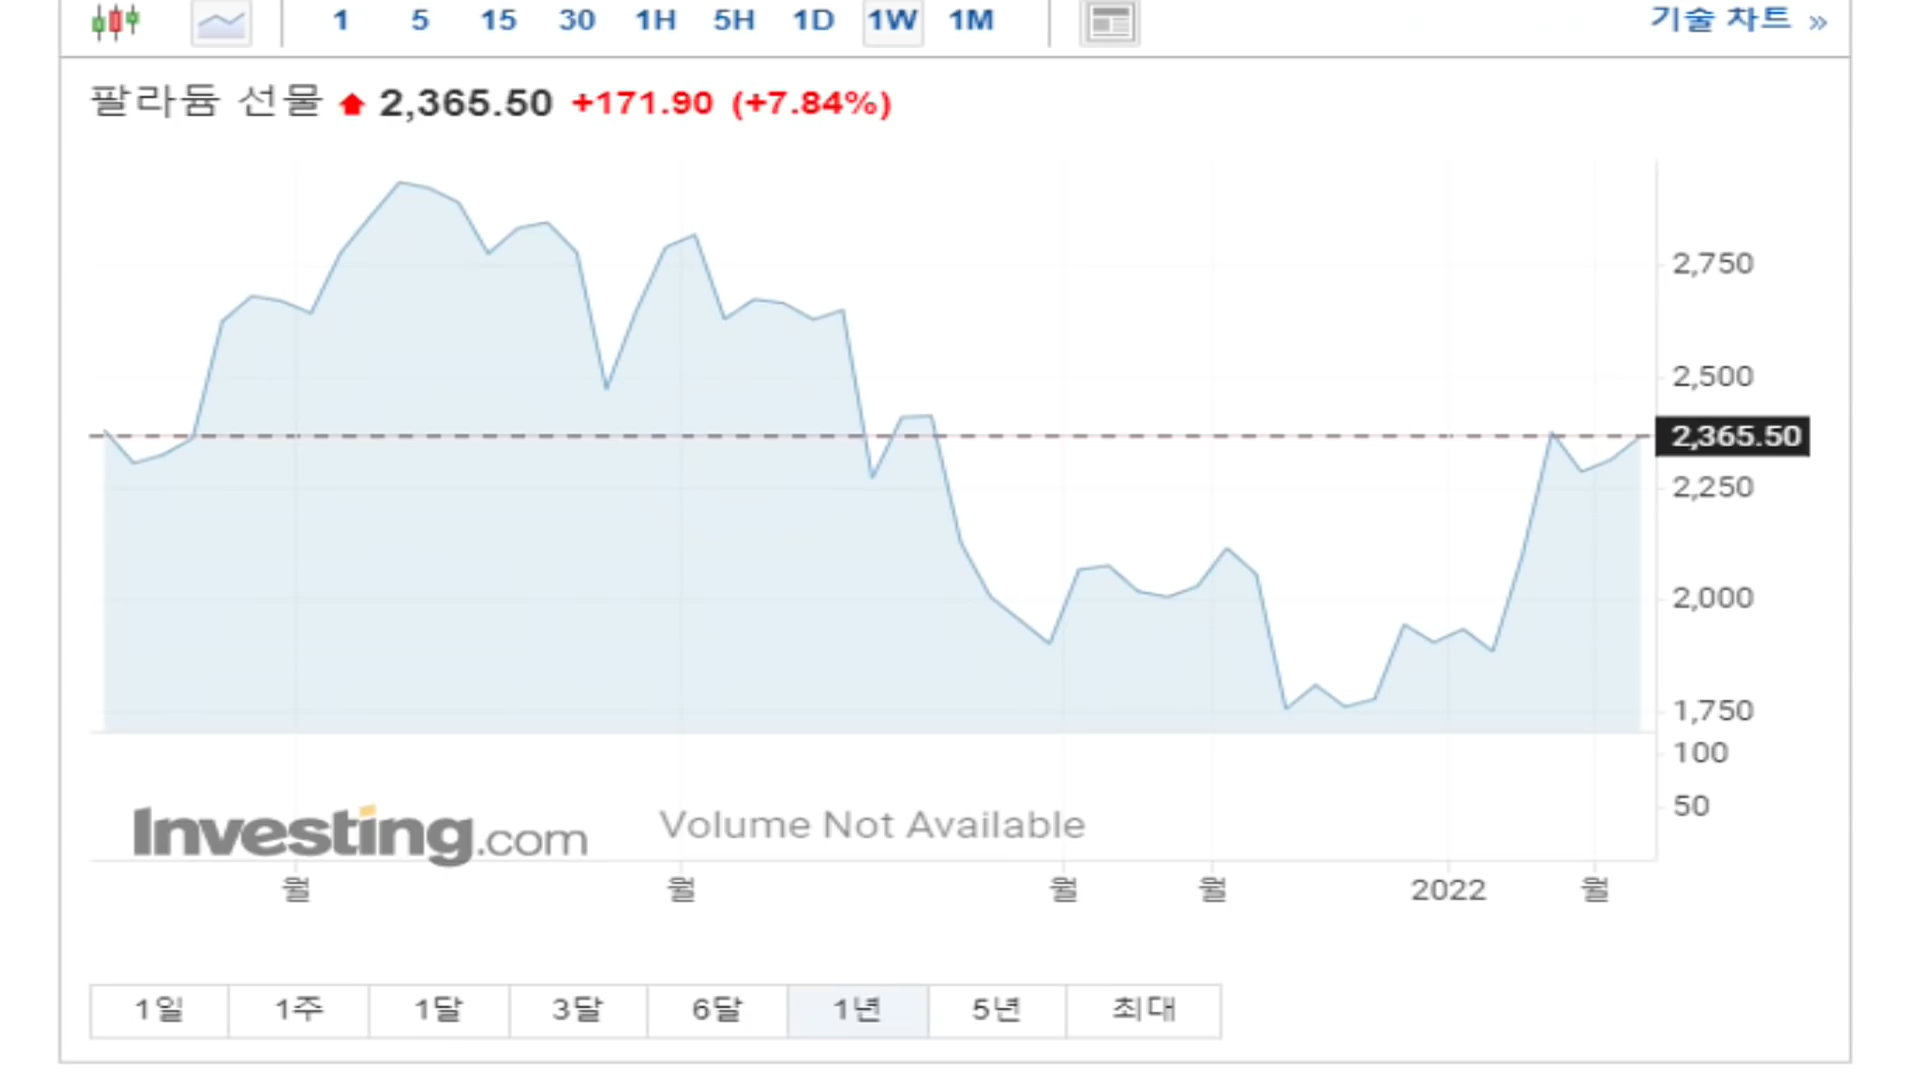 1 5 15 30 1H 5H 1D 1W 1M 기술 차트 »
팔라듐 선물 2,365.50 +171.90 (+7.84%)
2,750
2,500
2,365.50
2,250
2,000
1,750
100
50
Investing.com Volume Not Available
월 월 월 월 2022 월
1일 1주 1달 3달 6달 1년 5년 최대